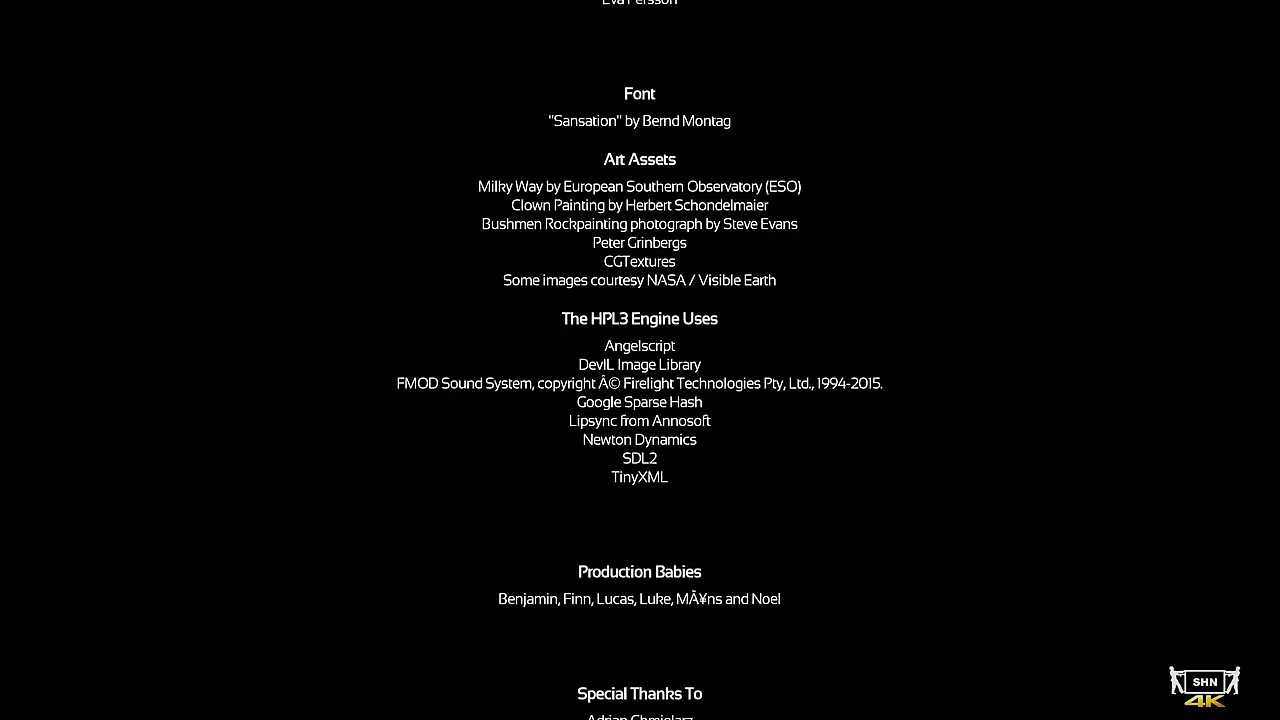 Eva Persson
Font
"Sansation" by Bernd Montag
Art Assets
Milky Way by European Southern Observatory (ESO)
Clown Painting by Herbert Schondelmaier
Bushmen Rockpainting photograph by Steve Evans
Peter Grinbergs
CGTextures
Some images courtesy NASA / Visible Earth
The HPL3 Engine Uses
Angelscript
DevIL Image Library
FMOD Sound System, copyright Â© Firelight Technologies Pty, Ltd., 1994-2015.
Google Sparse Hash
Lipsync from Annosoft
Newton Dynamics
SDL2
TinyXML
Production Babies
Benjamin, Finn, Lucas, Luke, MÃ¥ns and Noel
Special Thanks To
Adrian Chmielarz
SHN
4K